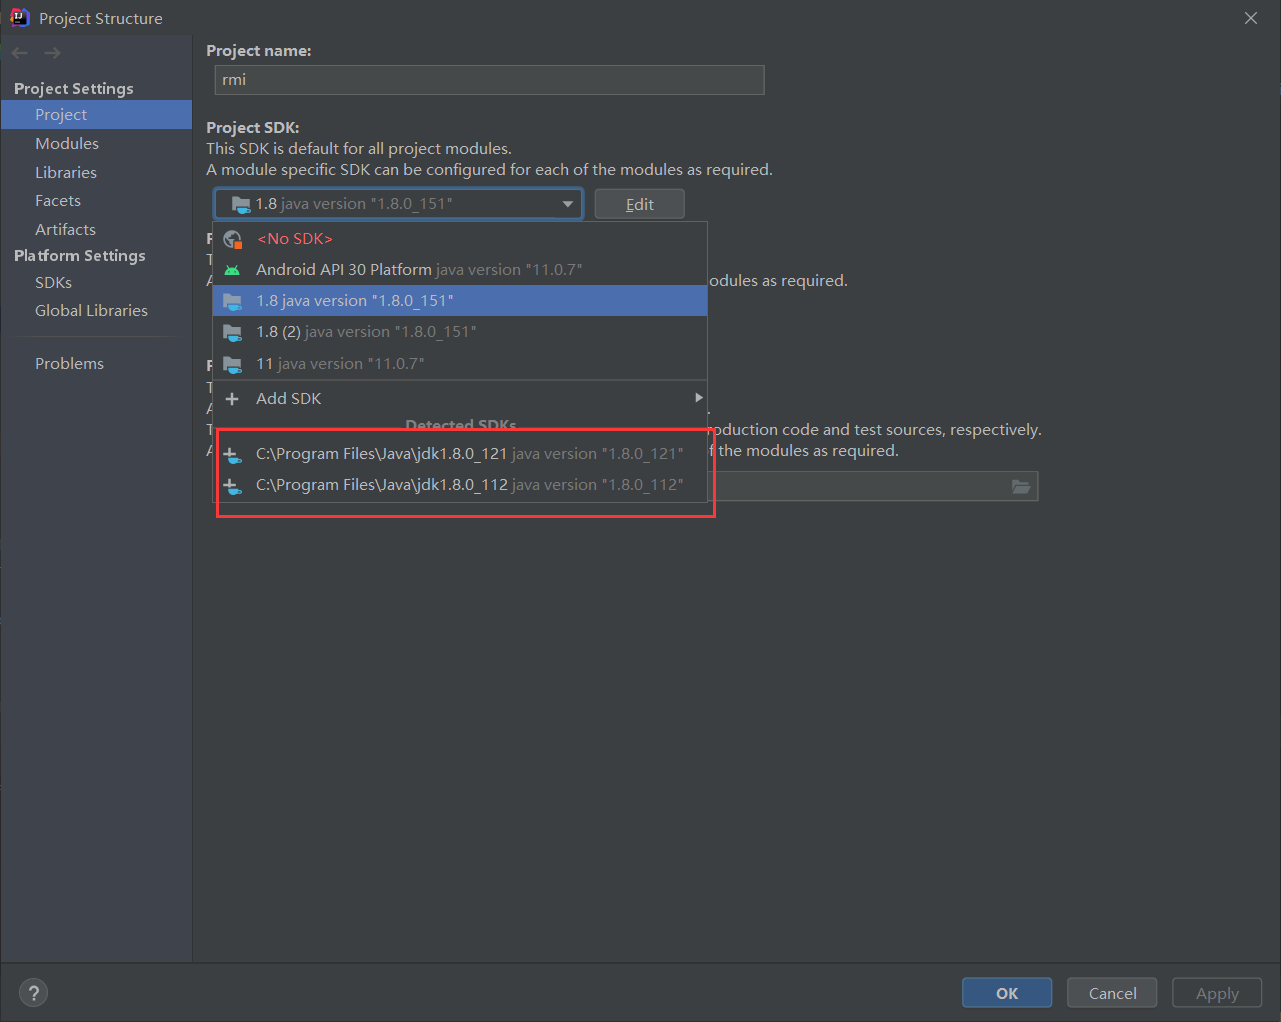 Project Structure
Project name:
Project Settings
rmi
Project
Project SDK:
Modules
This SDK is default for all project modules.
Libraries
A module specific SDK can be configured for each of the modules as required.
Facets
1.8 java version "1.8.0_151"
Edit
Artifacts
<No SDK>
Platform Settings
Android API 30 Platform java version "11.0.7"
SDKs
odules as required.
1.8 java version "1.8.0_151"
Global Libraries
1.8 (2) java version "1.8.0_151"
Problems
11 java version "11.0.7"
Add SDK
Detected SDKs
roduction code and test sources, respectively.
C:\Program Files\Java\jdk1.8.0_121 java version "1.8.0_121"
f the modules as required.
C:\Program Files\Java\jdk1.8.0_112 java version "1.8.0_112"
?
OK
Cancel
Apply